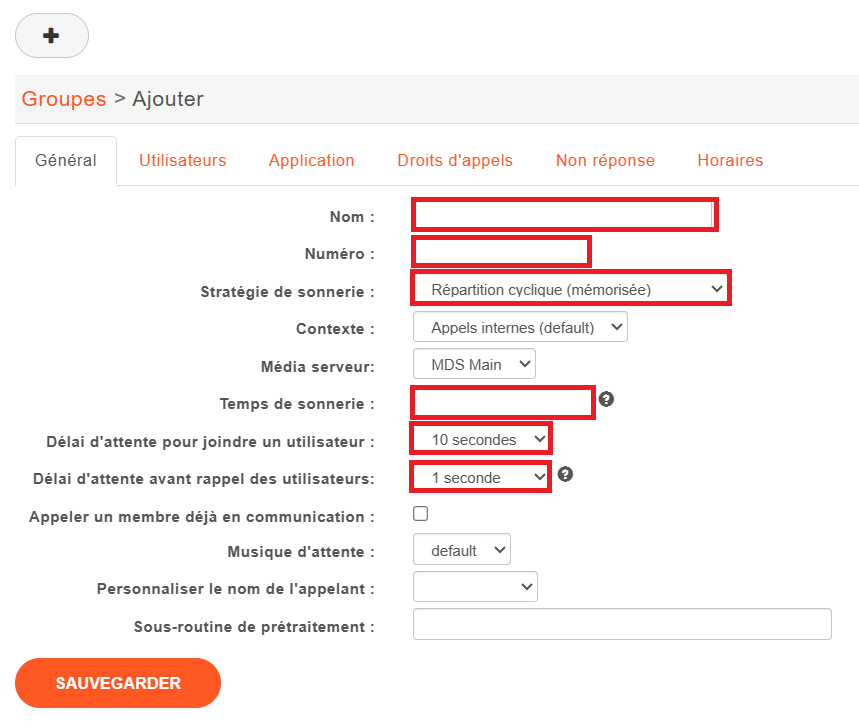 Groupes > Ajouter
Général Utilisateurs Application Droits d'appels Non réponse Horaires
Nom :
Numéro :
Stratégie de sonnerie : Répartition cyclique (mémorisée)
Contexte : Appels internes (default)
Média serveur: MDS Main
Temps de sonnerie : ?
Délai d'attente pour joindre un utilisateur : 10 secondes
Délai d'attente avant rappel des utilisateurs: 1 seconde ?
Appeler un membre déjà en communication :
Musique d'attente : default
Personnaliser le nom de l'appelant :
Sous-routine de prétraitement :
SAUVEGARDER